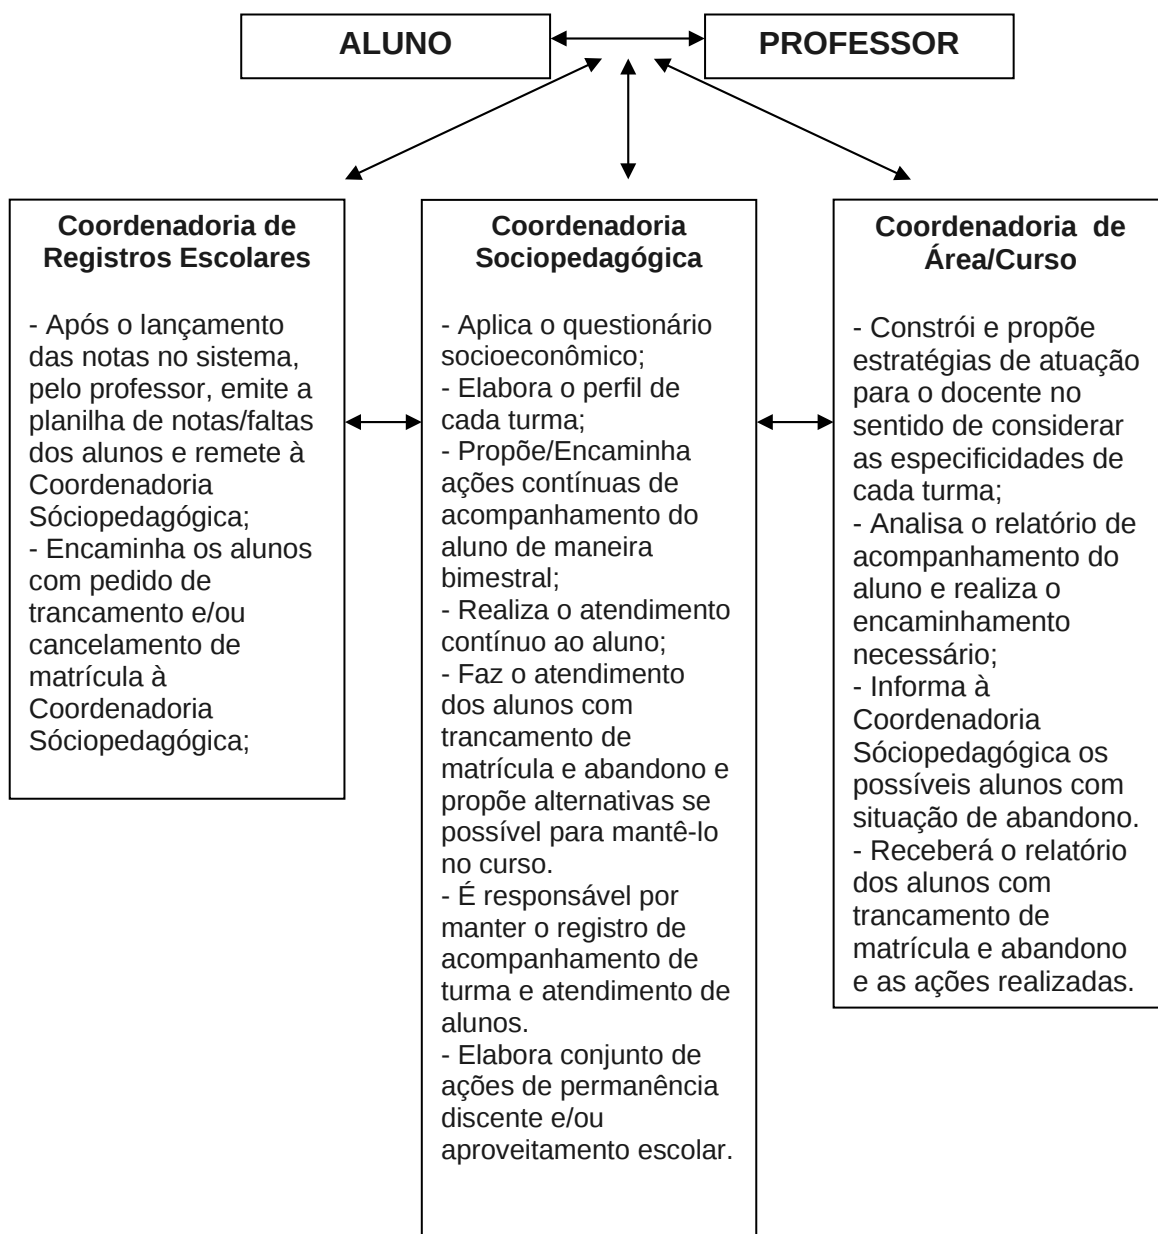 ALUNO
PROFESSOR
Coordenadoria de
Registros Escolares
- Após o lançamento
das notas no sistema,
pelo professor, emite a
planilha de notas/faltas
dos alunos e remete à
Coordenadoria
Sóciopedagógica;
- Encaminha os alunos
com pedido de
trancamento e/ou
cancelamento de
matrícula à
Coordenadoria
Sóciopedagógica;
Coordenadoria
Sociopedagógica
- Aplica o questionário
socioeconômico;
- Elabora o perfil de
cada turma;
- Propõe/Encaminha
ações contínuas de
acompanhamento do
aluno de maneira
bimestral;
- Realiza o atendimento
contínuo ao aluno;
- Faz o atendimento
dos alunos com
trancamento de
matrícula e abandono e
propõe alternativas se
possível para mantê-lo
no curso.
- É responsável por
manter o registro de
acompanhamento de
turma e atendimento de
alunos.
- Elabora conjunto de
ações de permanência
discente e/ou
aproveitamento escolar.
Coordenadoria de
Área/Curso
- Constrói e propõe
estratégias de atuação
para o docente no
sentido de considerar
as especificidades de
cada turma;
- Analisa o relatório de
acompanhamento do
aluno e realiza o
encaminhamento
necessário;
- Informa à
Coordenadoria
Sóciopedagógica os
possíveis alunos com
situação de abandono.
- Receberá o relatório
dos alunos com
trancamento de
matrícula e abandono
e as ações realizadas.